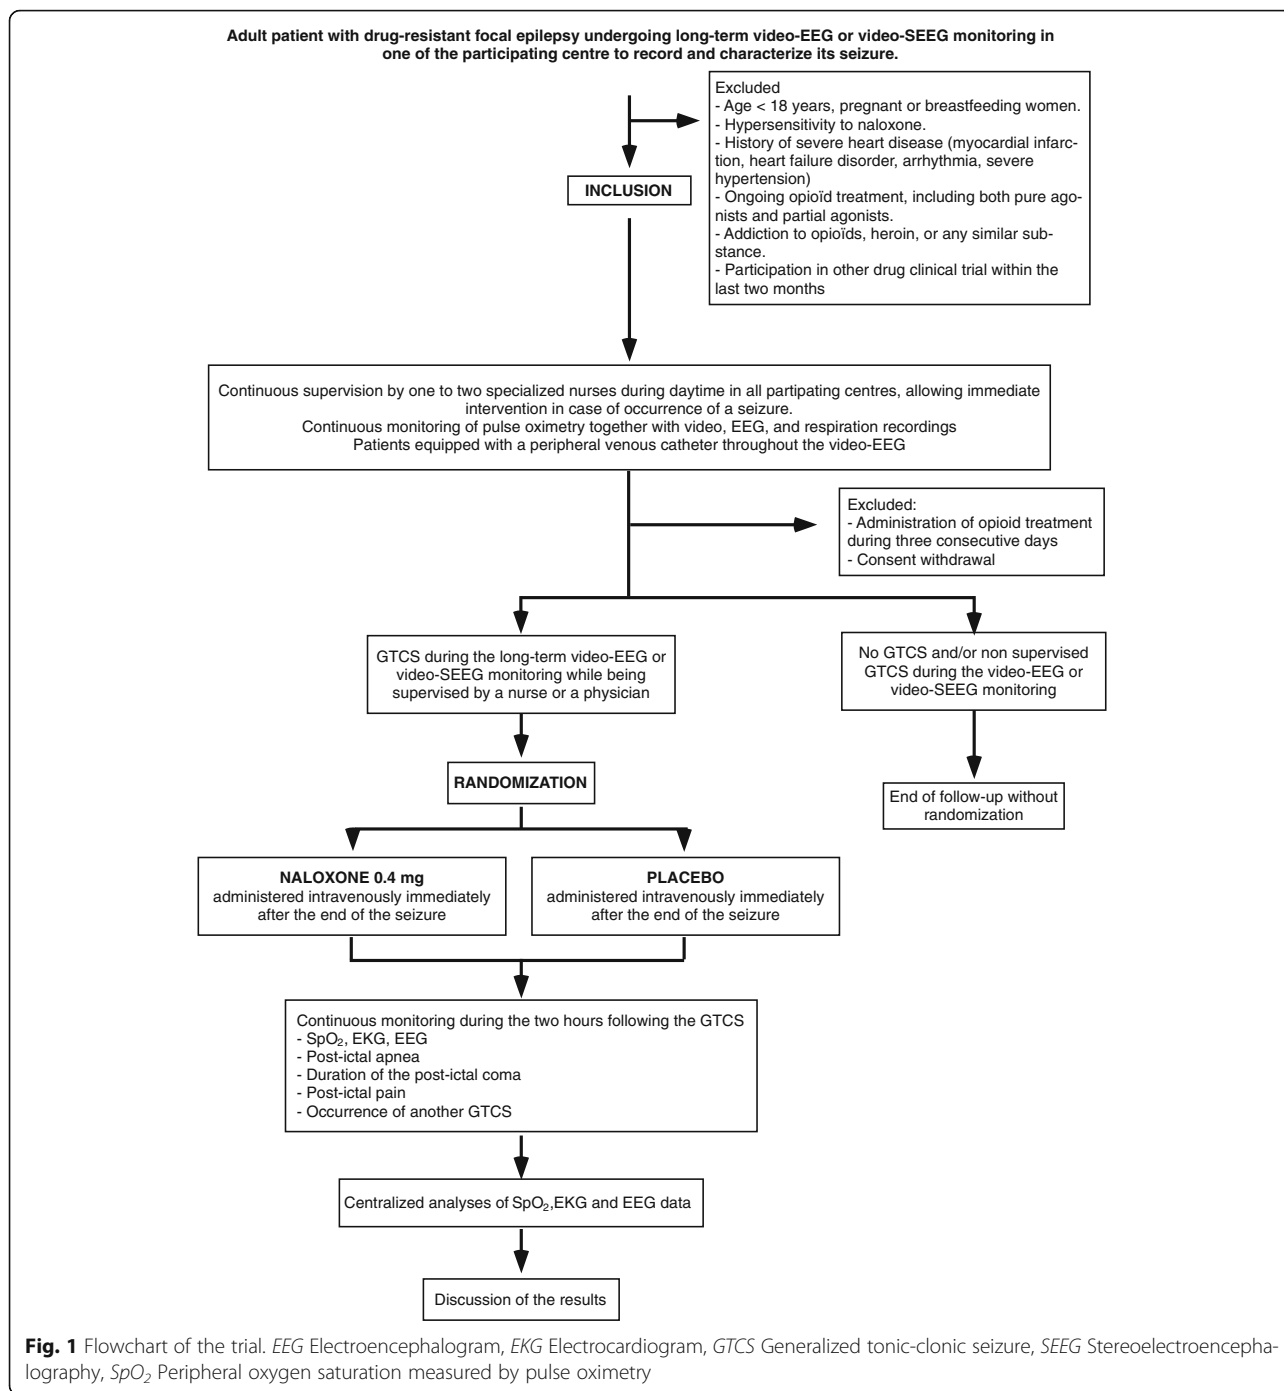 Adult patient with drug-resistant focal epilepsy undergoing long-term video-EEG or video-SEEG monitoring in
one of the participating centre to record and characterize its seizure.
Excluded
- Age < 18 years, pregnant or breastfeeding women.
- Hypersensitivity to naloxone.
- History of severe heart disease (myocardial infarc-
tion, heart failure disorder, arrhythmia, severe
hypertension)
- Ongoing opioïd treatment, including both pure ago-
nists and partial agonists.
- Addiction to opioïds, heroin, or any similar sub-
stance.
- Participation in other drug clinical trial within the
last two months
INCLUSION
Continuous supervision by one to two specialized nurses during daytime in all partipating centres, allowing immediate
intervention in case of occurrence of a seizure.
Continuous monitoring of pulse oximetry together with video, EEG, and respiration recordings
Patients equipped with a peripheral venous catheter throughout the video-EEG
Excluded:
- Administration of opioid treatment
during three consecutive days
- Consent withdrawal
GTCS during the long-term video-EEG or
video-SEEG monitoring while being
supervised by a nurse or a physician
No GTCS and/or non supervised
GTCS during the video-EEG or
video-SEEG monitoring
RANDOMIZATION
End of follow-up without
randomization
NALOXONE 0.4 mg
administered intravenously immediately
after the end of the seizure
PLACEBO
administered intravenously immediately
after the end of the seizure
Continuous monitoring during the two hours following the GTCS
- SpO₂, EKG, EEG
- Post-ictal apnea
- Duration of the post-ictal coma
- Post-ictal pain
- Occurrence of another GTCS
Centralized analyses of SpO₂,EKG and EEG data
Discussion of the results
Fig. 1 Flowchart of the trial. EEG Electroencephalogram, EKG Electrocardiogram, GTCS Generalized tonic-clonic seizure, SEEG Stereoelectroencepha-
lography, SpO₂ Peripheral oxygen saturation measured by pulse oximetry